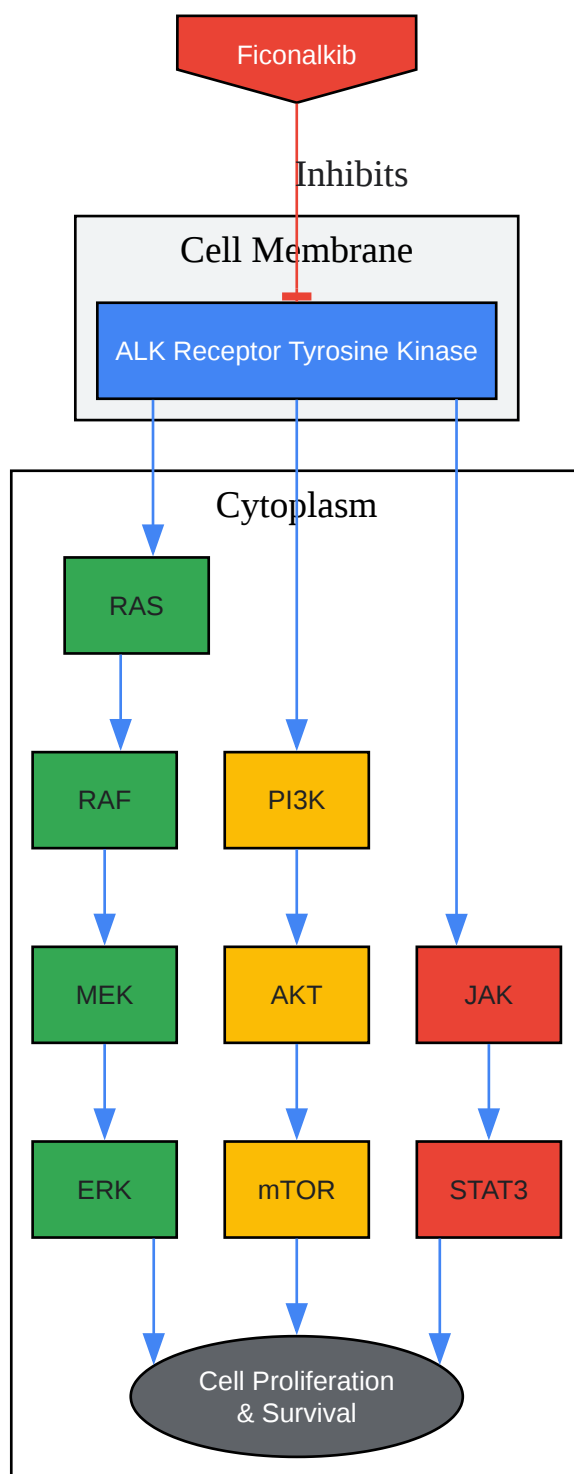 Ficonalkib
Inhibits
Cell Membrane
ALK Receptor Tyrosine Kinase
Cytoplasm
RAS
RAF
PI3K
MEK
AKT
JAK
ERK
mTOR
STAT3
Cell Proliferation
& Survival